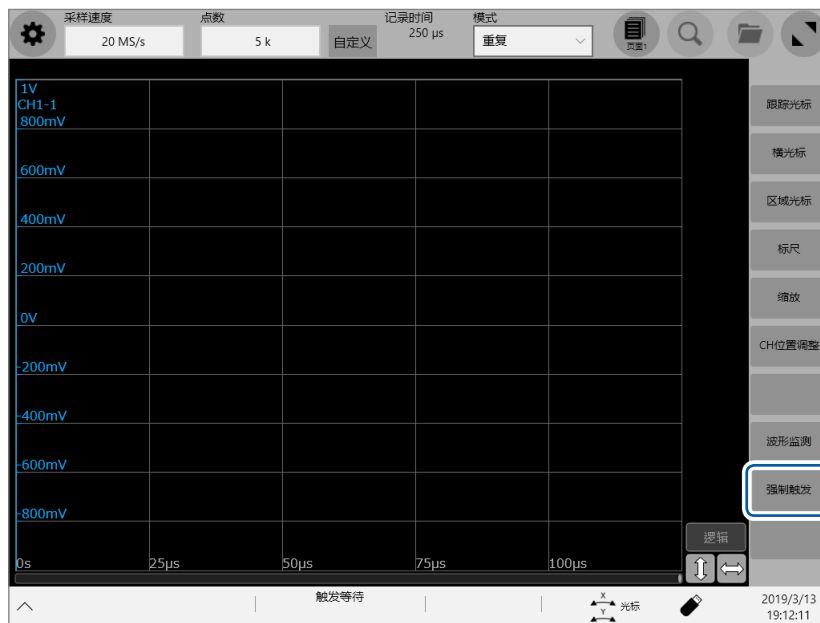 采样速度 点数 记录时间 模式
20 MS/s 5 k 自定义 250 μs 重复 页面1
1V
CH1-1
800mV
600mV
400mV
200mV
0V
-200mV
-400mV
-600mV
-800mV
0s 25μs 50μs 75μs 100μs
跟踪光标
横光标
区域光标
标尺
缩放
CH位置调整
波形监测
强制触发
逻辑
触发等待
X
Y
光标
2019/3/13
19:12:11